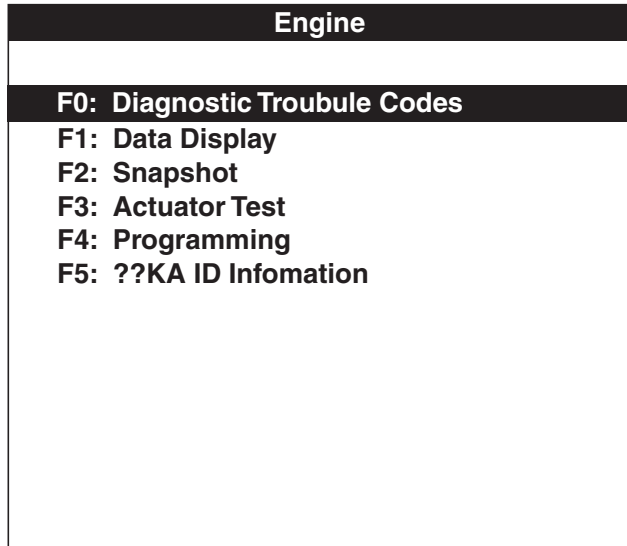 Engine
F0: Diagnostic Troubule Codes
F1: Data Display
F2: Snapshot
F3: Actuator Test
F4: Programming
F5: ??KA ID Infomation